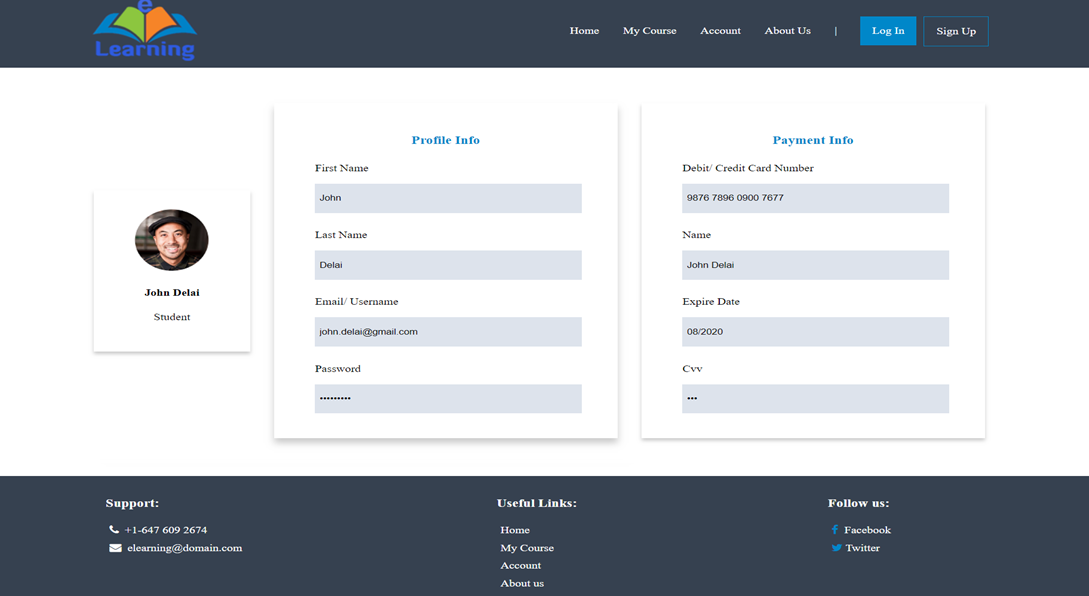 e
Learning
Home My Course Account About Us | Log In Sign Up
John Delai
Student
Profile Info
First Name
John
Last Name
Delai
Email/ Username
john.delai@gmail.com
Password
•••••••••
Payment Info
Debit/ Credit Card Number
9876 7896 0900 7677
Name
John Delai
Expire Date
08/2020
Cvv
•••
Support:
+1-647 609 2674
elearning@domain.com
Useful Links:
Home
My Course
Account
About us
Follow us:
Facebook
Twitter